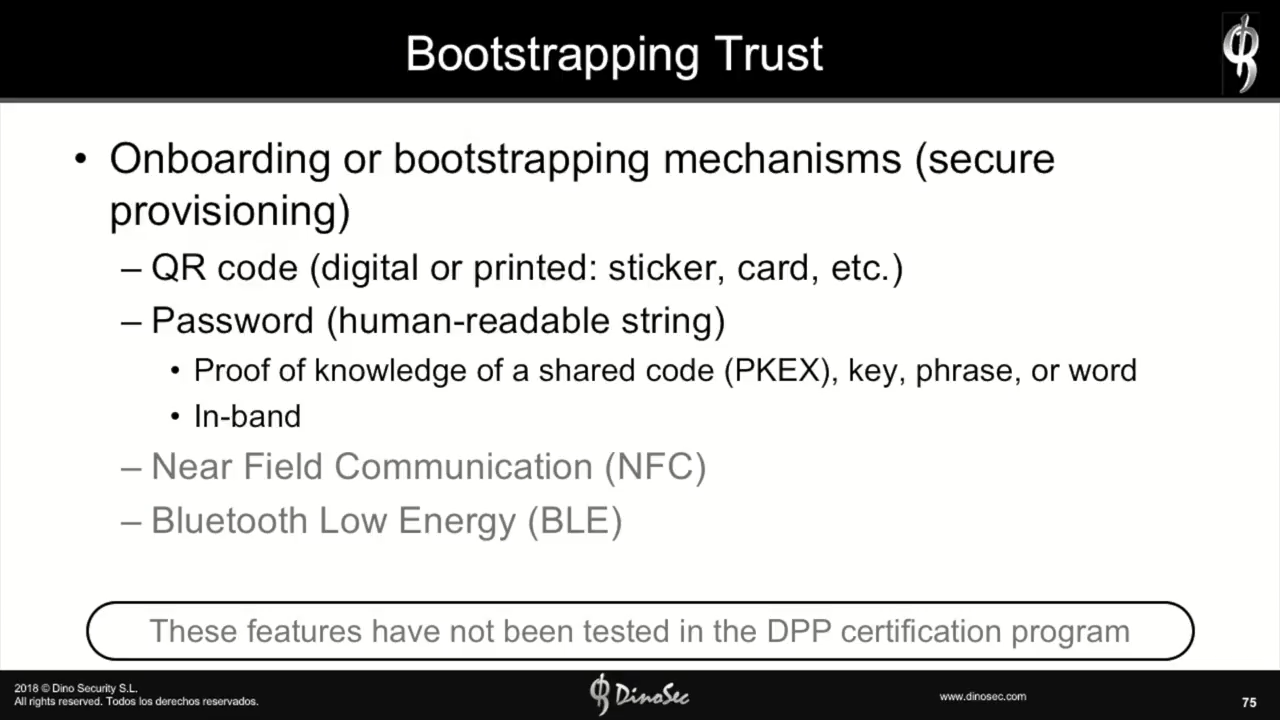 Bootstrapping Trust
• Onboarding or bootstrapping mechanisms (secure
provisioning)
– QR code (digital or printed: sticker, card, etc.)
– Password (human-readable string)
• Proof of knowledge of a shared code (PKEX), key, phrase, or word
• In-band
– Near Field Communication (NFC)
– Bluetooth Low Energy (BLE)
These features have not been tested in the DPP certification program
2018 © Dino Security S.L.
All rights reserved. Todos los derechos reservados.
DinoSec
www.dinosec.com
75